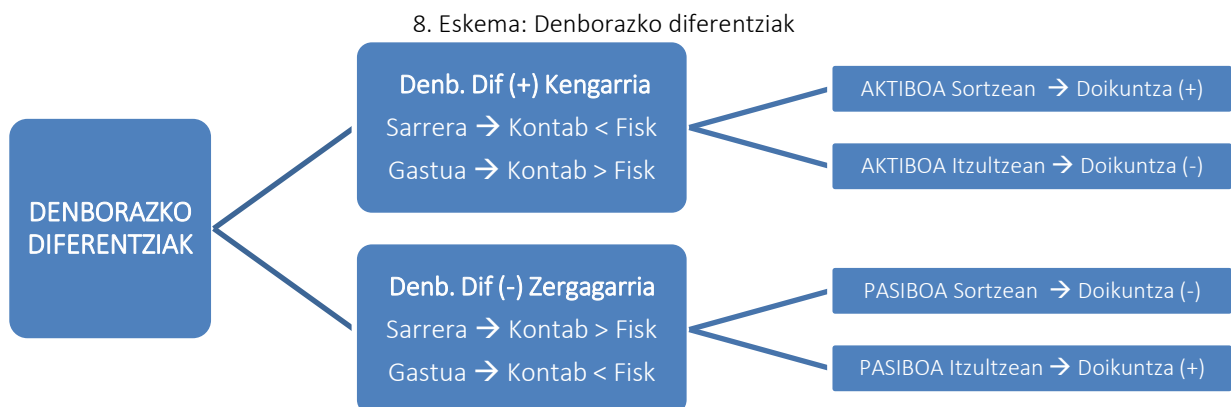 8. Eskema: Denborazko diferentziak
DENBORAZKO
DIFERENTZIAK
Denb. Dif (+) Kengarria
Sarrera → Kontab < Fisk
Gastua → Kontab > Fisk
AKTIBOA Sortzean → Doikuntza (+)
AKTIBOA Itzultzean → Doikuntza (-)
Denb. Dif (-) Zergagarria
Sarrera → Kontab > Fisk
Gastua → Kontab < Fisk
PASIBOA Sortzean → Doikuntza (-)
PASIBOA Itzultzean → Doikuntza (+)